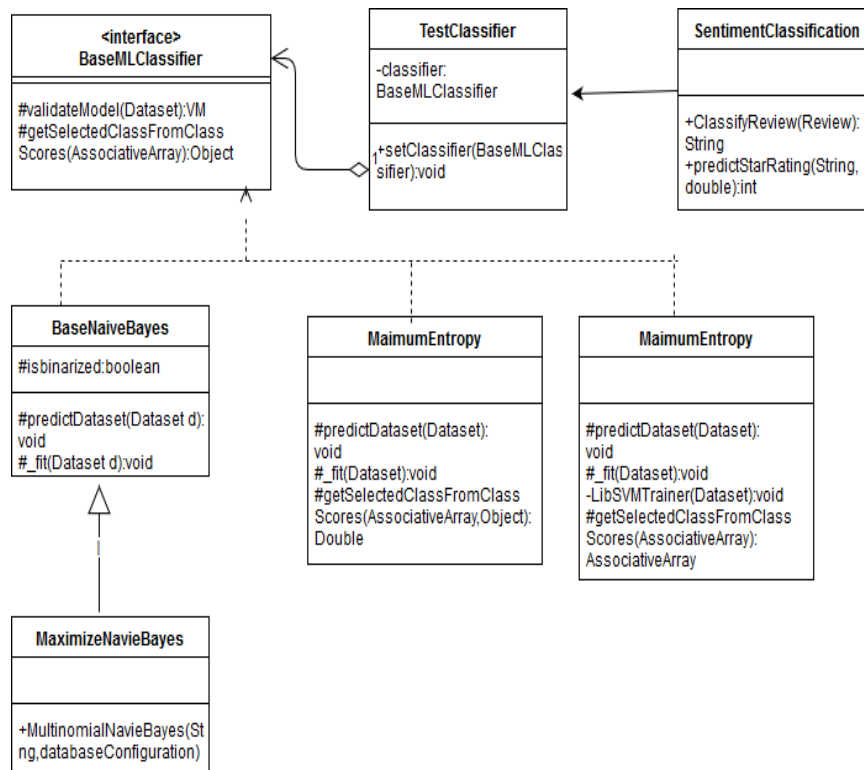 <interface>
BaseMLClassifier
#validateModel(Dataset):VM
#getSelectedClassFromClass
Scores(AssociativeArray):Object
TestClassifier
-classifier:
BaseMLClassifier
1
+setClassifier(BaseMLClas
sifier):void
SentimentClassification
+ClassifyReview(Review):
String
+predictStarRating(String,
double):int
BaseNaiveBayes
#isbinarized:boolean
#predictDataset(Dataset d):
void
#_fit(Dataset d):void
MaimumEntropy
#predictDataset(Dataset):
void
#_fit(Dataset):void
#getSelectedClassFromClass
Scores(AssociativeArray,Object):
Double
MaimumEntropy
#predictDataset(Dataset):
void
#_fit(Dataset):void
-LibSVMTrainer(Dataset):void
#getSelectedClassFromClass
Scores(AssociativeArray):
AssociativeArray
MaximizeNavieBayes
+MultinomialNavieBayes(St
ng,databaseConfiguration)